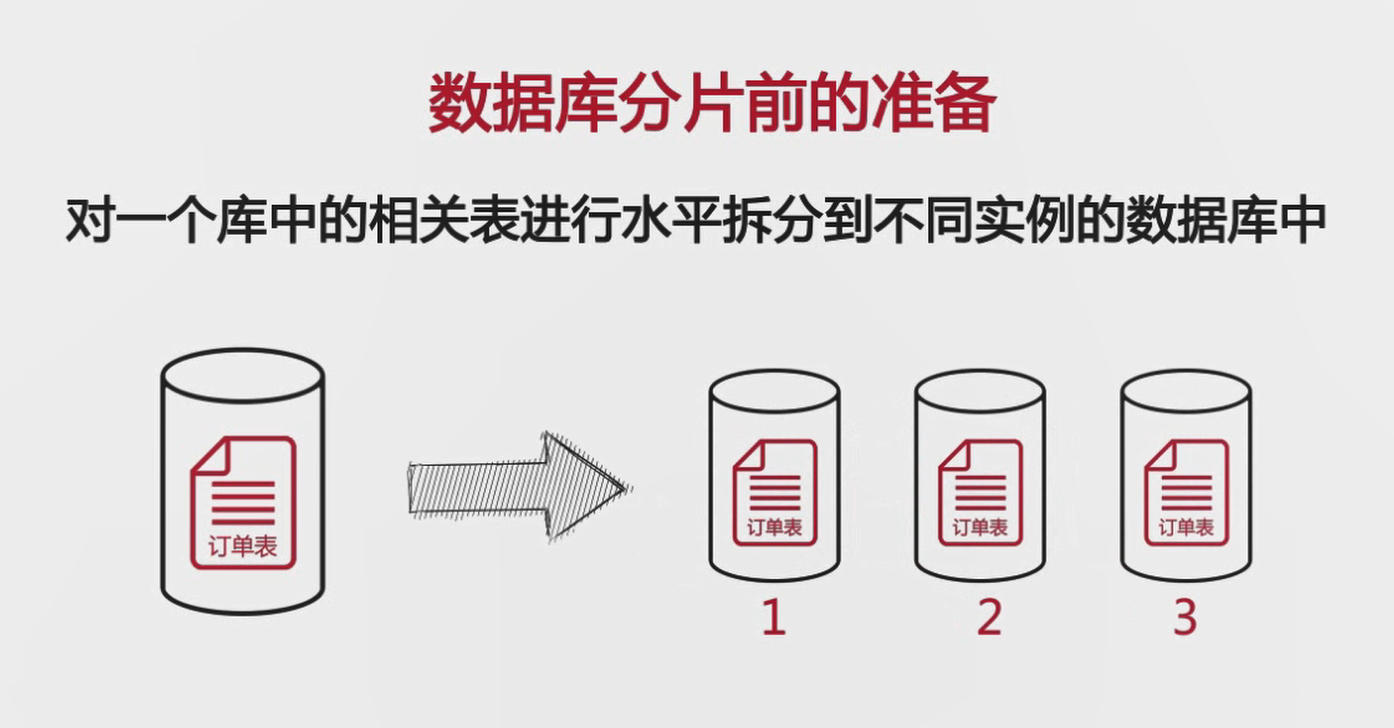 数据库分片前的准备
对一个库中的相关表进行水平拆分到不同实例的数据库中
订单表
订单表
订单表
订单表
1
2
3